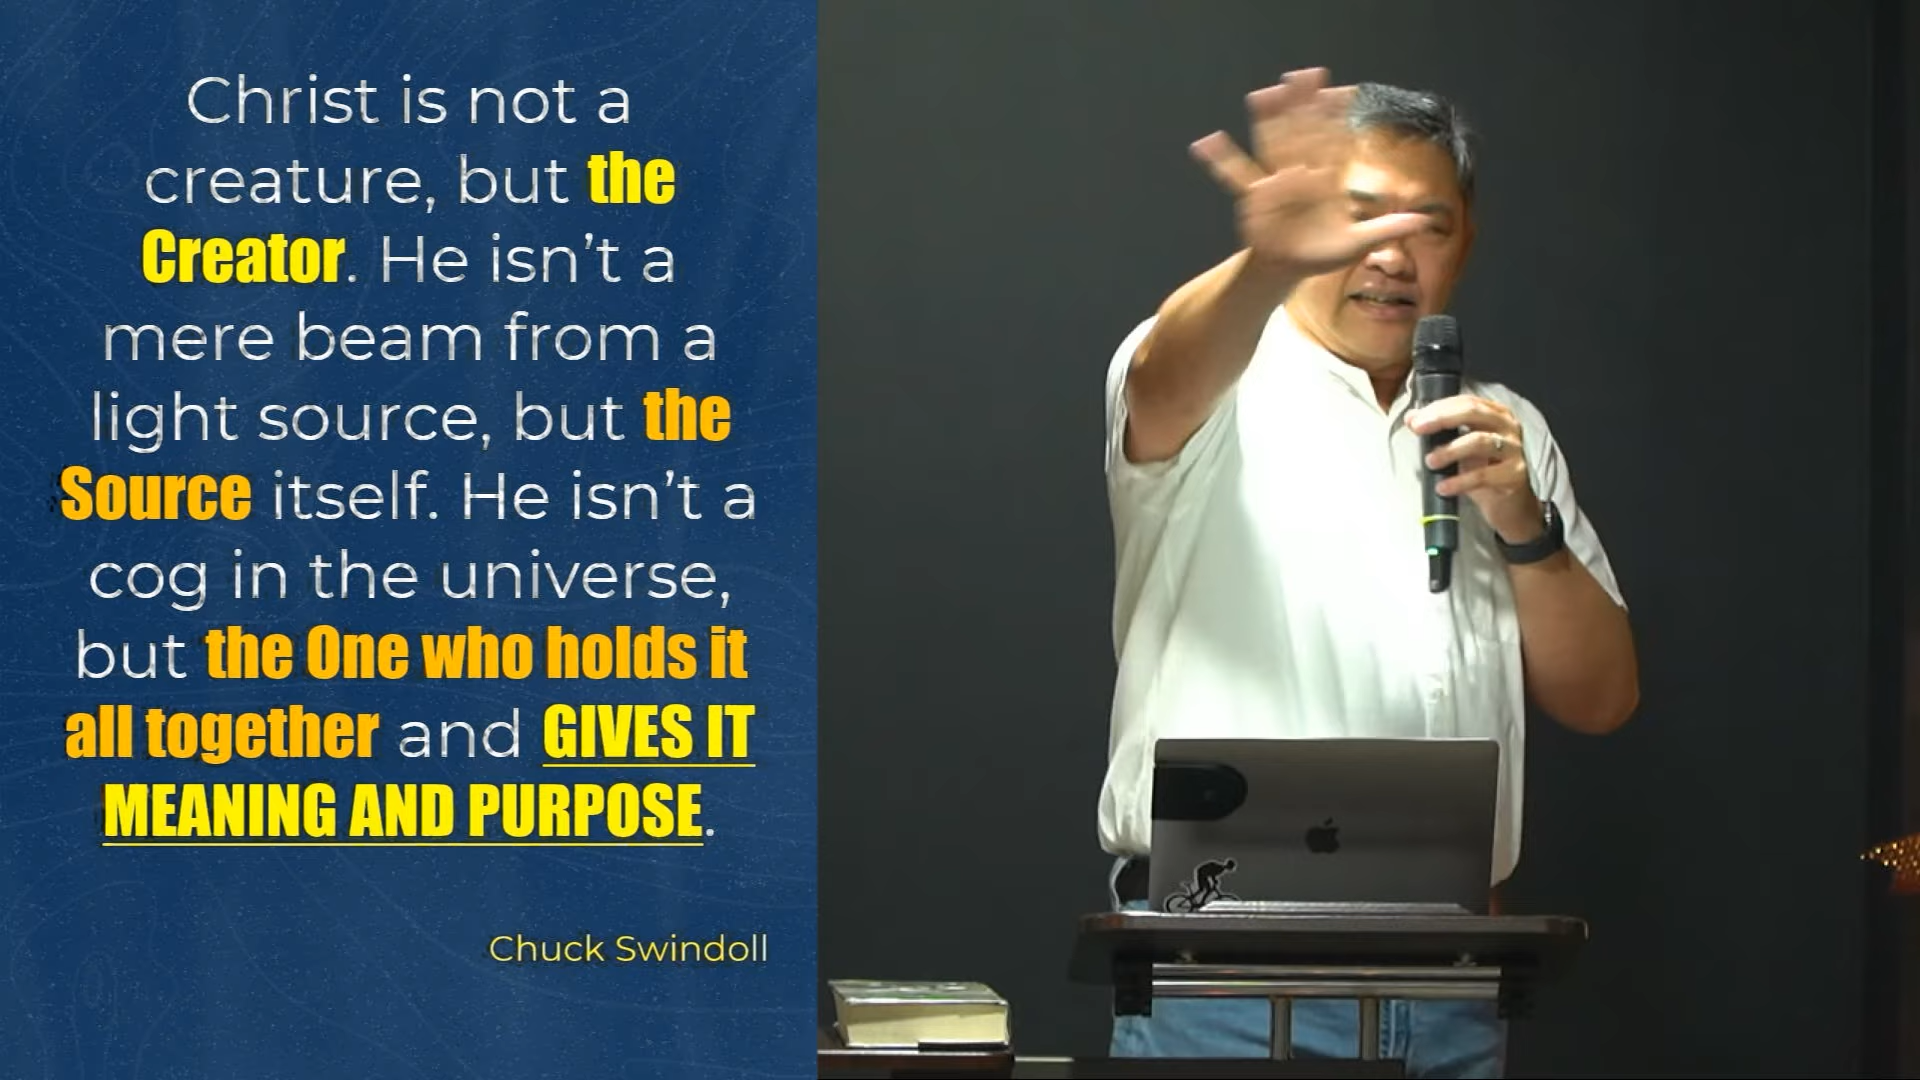 Christ is not a
creature, but the
Creator. He isn’t a
mere beam from a
light source, but the
Source itself. He isn’t a
cog in the universe,
but the One who holds it
all together and GIVES IT
MEANING AND PURPOSE.
Chuck Swindoll